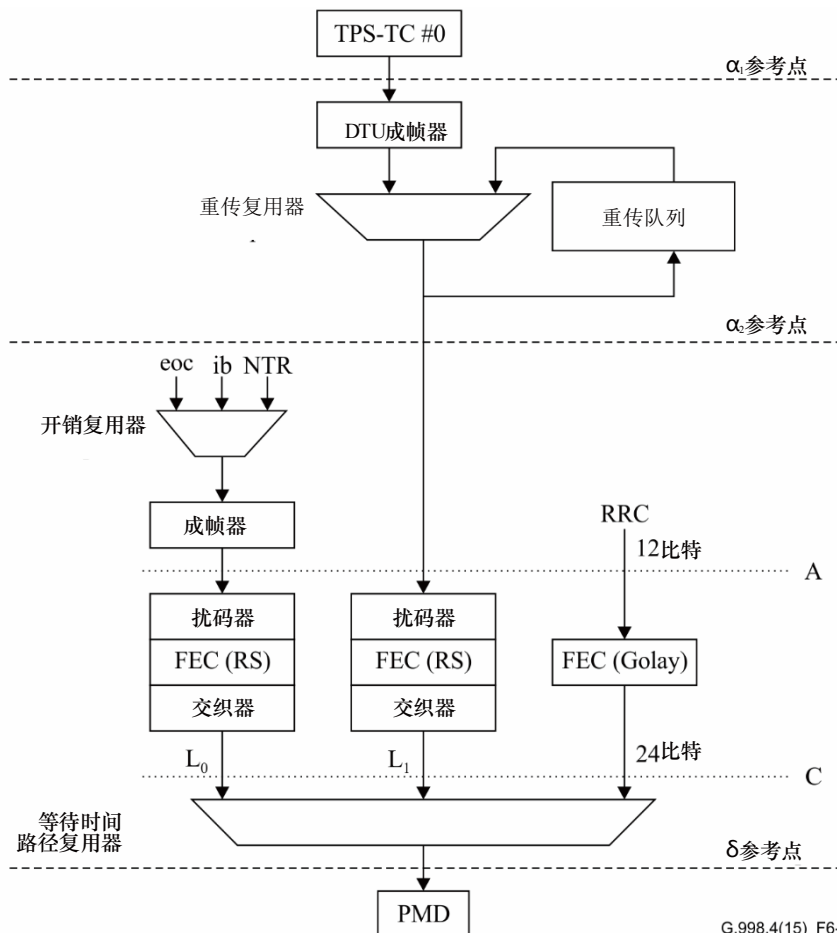 TPS-TC #0
α₁参考点
DTU成帧器
重传复用器
重传队列
α₂参考点
eoc
ib
NTR
开销复用器
成帧器
RRC
12比特
A
扰码器
FEC (RS)
交织器
扰码器
FEC (RS)
交织器
FEC (Golay)
L₀
L₁
24比特
C
等待时间
路径复用器
δ参考点
PMD
G.998.4(15)_F6-